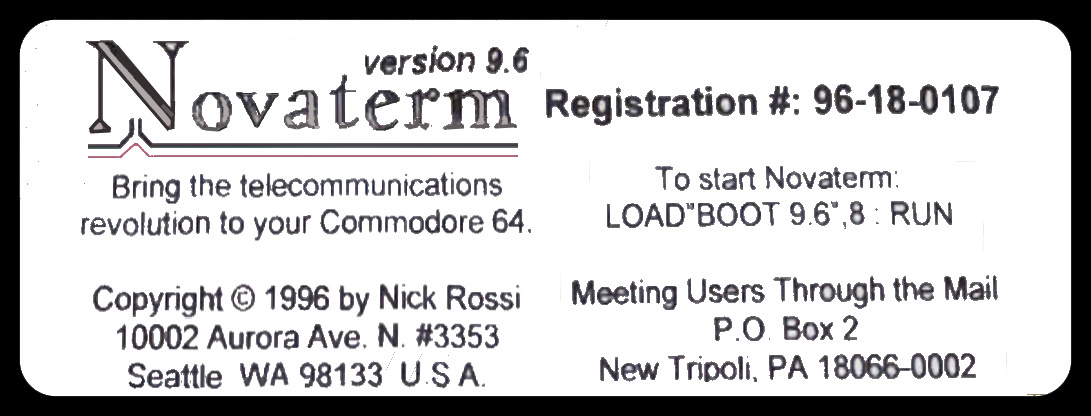 version 9.6
Novaterm
Bring the telecommunications
revolution to your Commodore 64.
Copyright © 1996 by Nick Rossi
10002 Aurora Ave. N. #3353
Seattle WA 98133 U.S.A.
Registration #: 96-18-0107
To start Novaterm:
LOAD"BOOT 9.6",8 : RUN
Meeting Users Through the Mail
P.O. Box 2
New Tripoli, PA 18066-0002